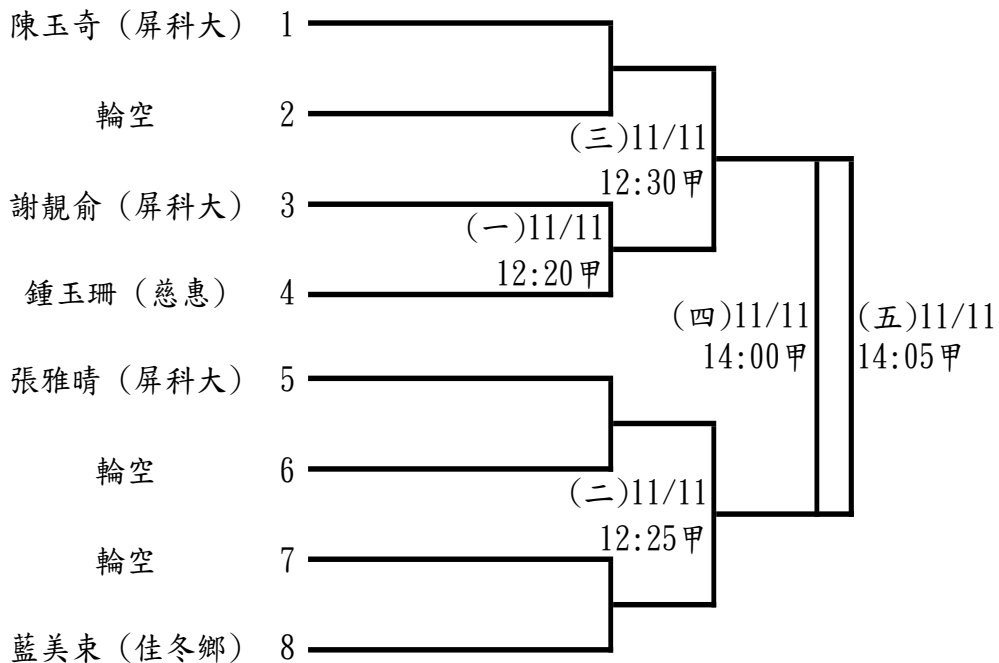 陳玉奇 (屏科大) 1
輪空 2
(三)11/11
12:30甲
謝靚俞 (屏科大) 3
(一)11/11
12:20甲
鍾玉珊 (慈惠) 4
(四)11/11
14:00甲
(五)11/11
14:05甲
張雅晴 (屏科大) 5
輪空 6
(二)11/11
12:25甲
輪空 7
藍美束 (佳冬鄉) 8